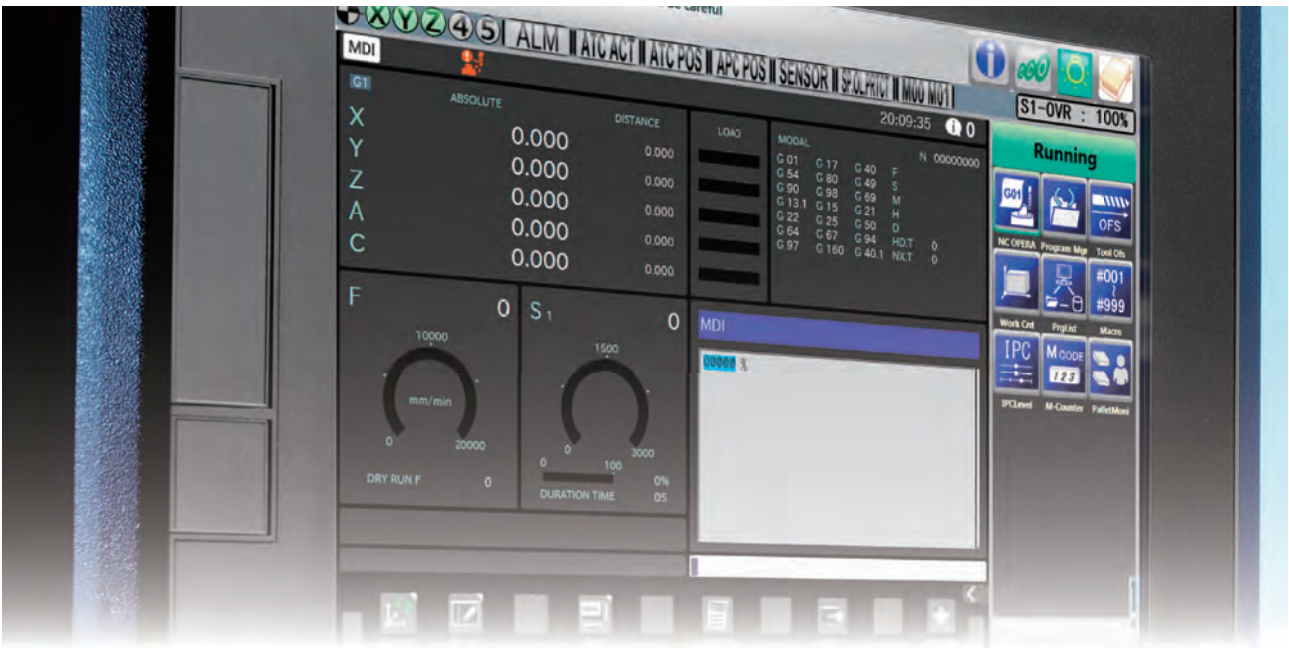 be careful
X Y Z 4 5 ALM ATC ACT ATC POS APC POS SENSOR SP.OL.PRICT M00 M01
MDI
S1-OVR : 100%
20:09:35 0
G1
ABSOLUTE DISTANCE LOAD MODAL N 00000000
X 0.000 0.000
Y 0.000 0.000
Z 0.000 0.000
A 0.000 0.000
C 0.000 0.000
G 01 G 17 G 40 F
G 54 G 80 G 49 S
G 90 G 98 G 69 M
G 13.1 G 15 G 21 H
G 22 G 25 G 50 D
G 64 G 67 G 94 HD.T 0
G 97 G 160 G 40.1 NX.T 0
Running
G01 OFS
NC OPERA Program Mgr Tool Ofs
#001
#999
Work Cnt PrgList Macro
IPC M CODE
123
IPCLevel M-Counter PalletMoni
F 0 S1 0
10000
mm/min
0 20000
DRY RUN F 0
1500
0 3000
0 100 0%
DURATION TIME 0S
MDI
O0000 %